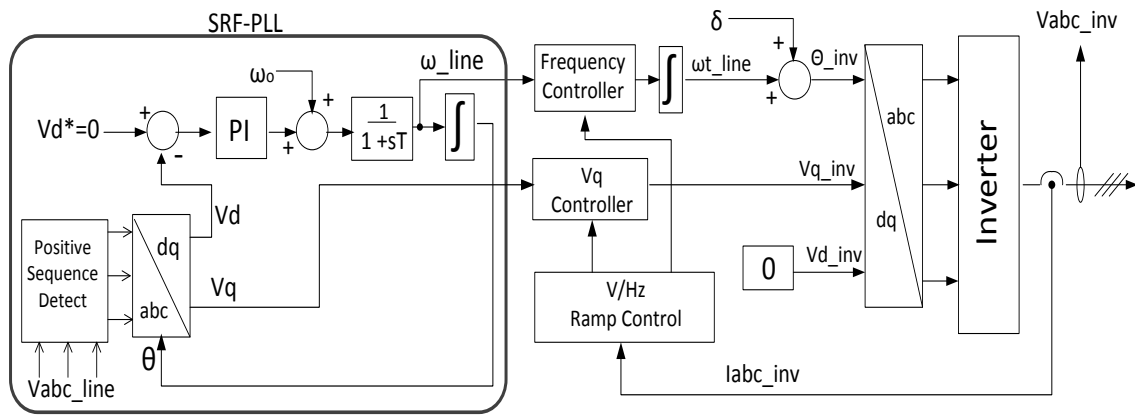 SRF-PLL
δ
Vabc_inv
ω₀
ω_line
Frequency
Controller
∫
ωt_line
Θ_inv
+
+
+
+
Vd*=0
+
-
PI
+
1
1 +sT
∫
abc
dq
Inverter
Vd
Vq
Controller
Vq_inv
Positive
Sequence
Detect
dq
abc
Vq
0
Vd_inv
V/Hz
Ramp Control
θ
Vabc_line
Iabc_inv